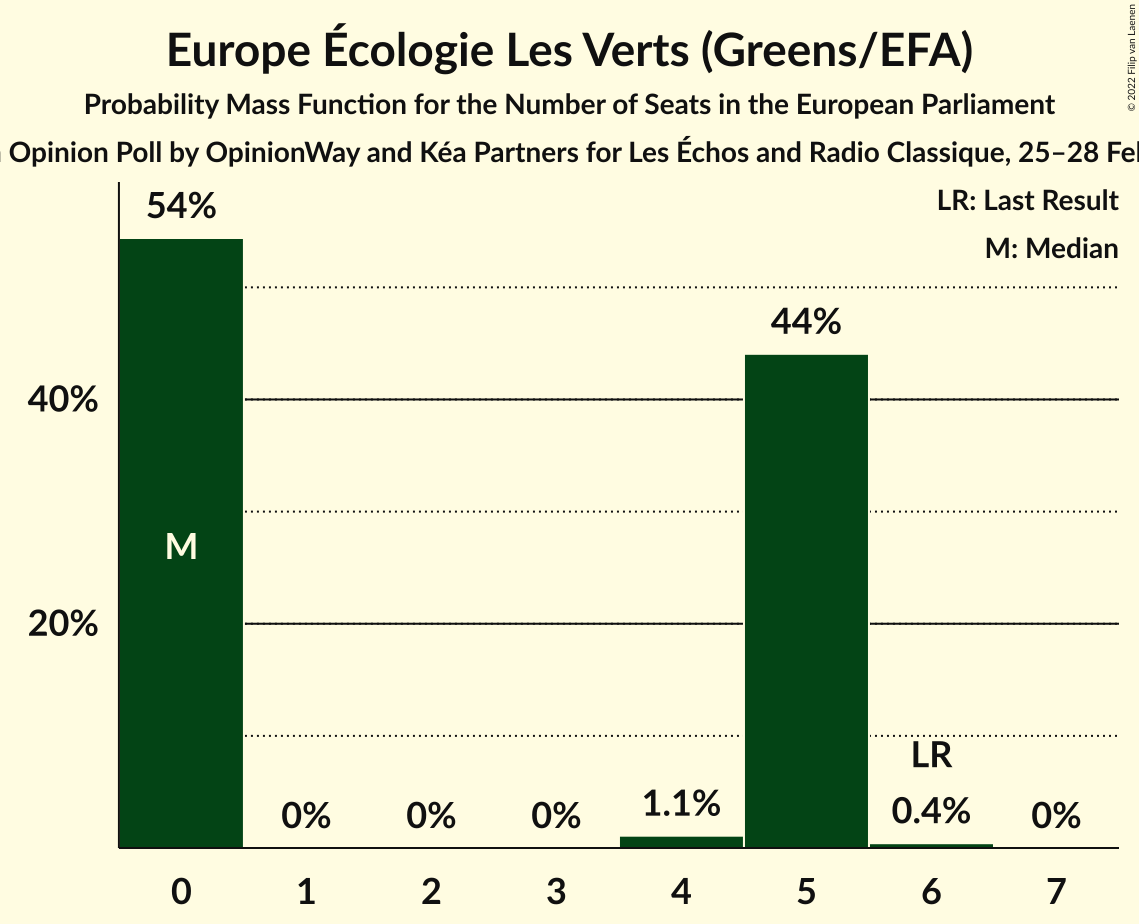 Europe Écologie Les Verts (Greens/EFA)
Probability Mass Function for the Number of Seats in the European Parliament
Opinion Poll by OpinionWay and Kéa Partners for Les Échos and Radio Classique, 25–28
© 2022 Filip van Laenen
LR: Last Result
M: Median
54%
44%
40%
M
20%
LR
0%
0%
0%
1.1%
0.4%
0%
0
1
2
3
4
5
6
7